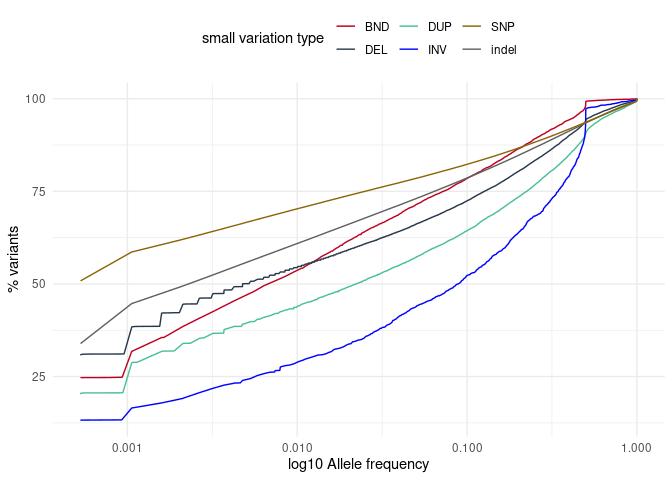 small variation type
BND DUP SNP
DEL INV indel
100
75
50
25
% variants
0.001 0.010 0.100 1.000
log10 Allele frequency